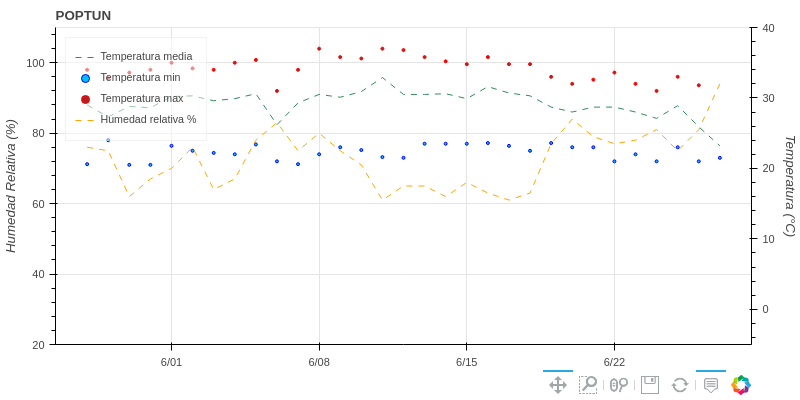 POPTUN
Temperatura media
Temperatura min
Temperatura max
Humedad relativa %
Humedad Relativa (%)
100
80
60
40
20
Temperatura (°C)
40
30
20
10
0
6/01
6/08
6/15
6/22